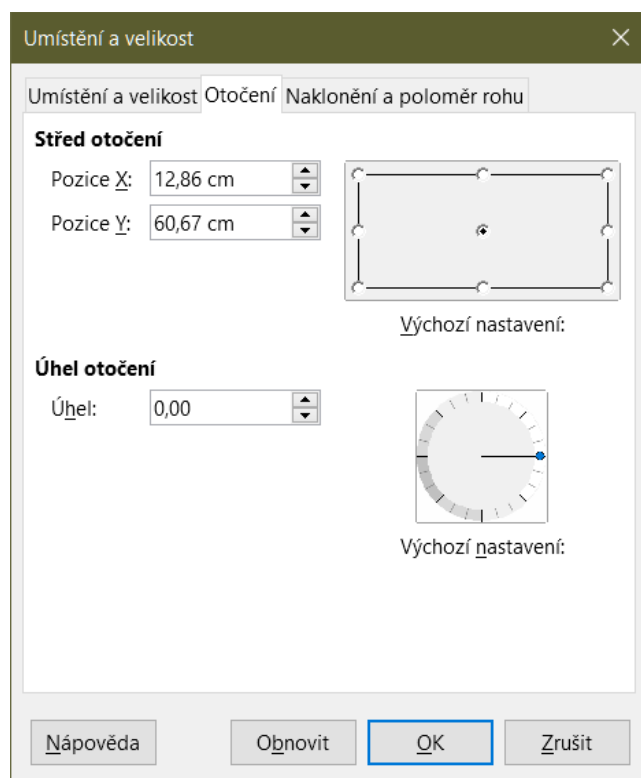 Umístění a velikost
Umístění a velikost Otočení Naklonění a poloměr rohu
Střed otočení
Pozice X: 12,86 cm
Pozice Y: 60,67 cm
Výchozí nastavení:
Úhel otočení
Úhel: 0,00
Výchozí nastavení:
Nápověda Obnovit OK Zrušit